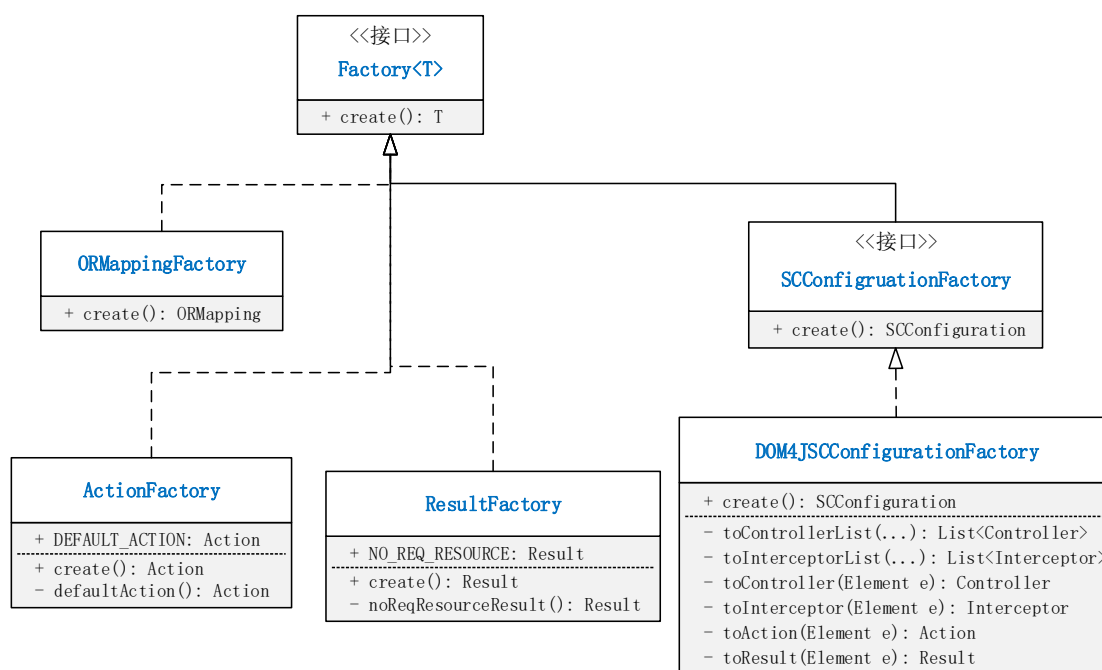 <<接口>>
Factory<T>
+ create(): T
ORMappingFactory
+ create(): ORMapping
<<接口>>
SCConfigruationFactory
+ create(): SCConfiguration
ActionFactory
+ DEFAULT_ACTION: Action
+ create(): Action
- defaultAction(): Action
ResultFactory
+ NO_REQ_RESOURCE: Result
+ create(): Result
- noReqResourceResult(): Result
DOM4JSCConfigurationFactory
+ create(): SCConfiguration
- toControllerList(...): List<Controller>
- toInterceptorList(...): List<Interceptor>
- toController(Element e): Controller
- toInterceptor(Element e): Interceptor
- toAction(Element e): Action
- toResult(Element e): Result